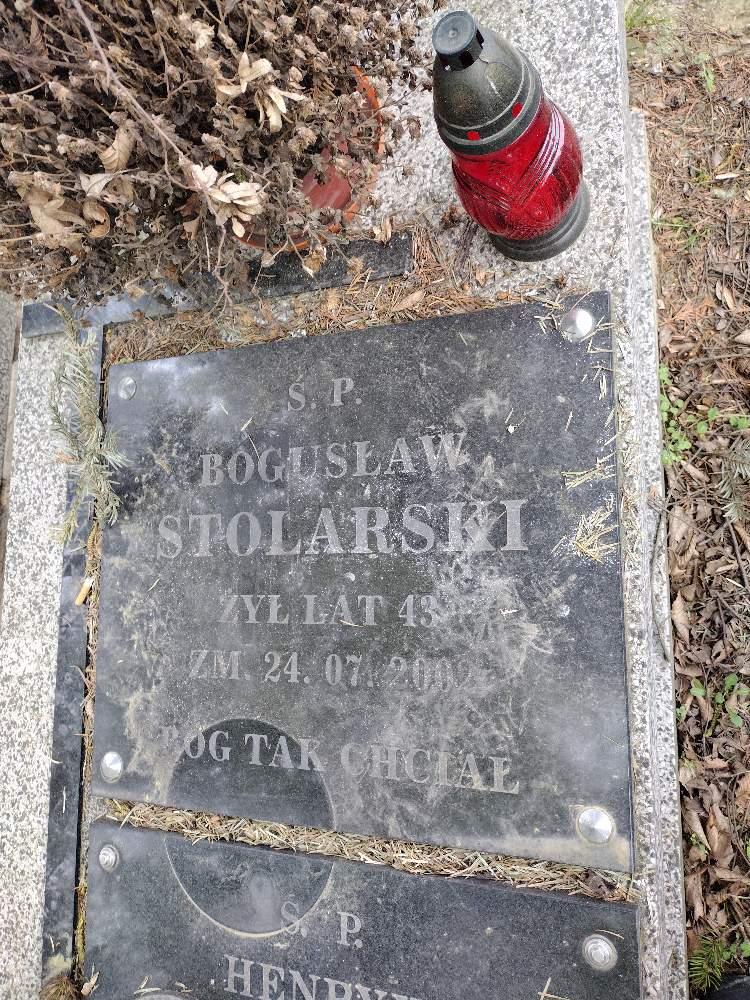 Ś. P.
BOGUSŁAW
STOLARSKI
ŻYŁ LAT 43
ZM. 24. 07.
BÓG TAK CHCIAŁ
Ś. P.